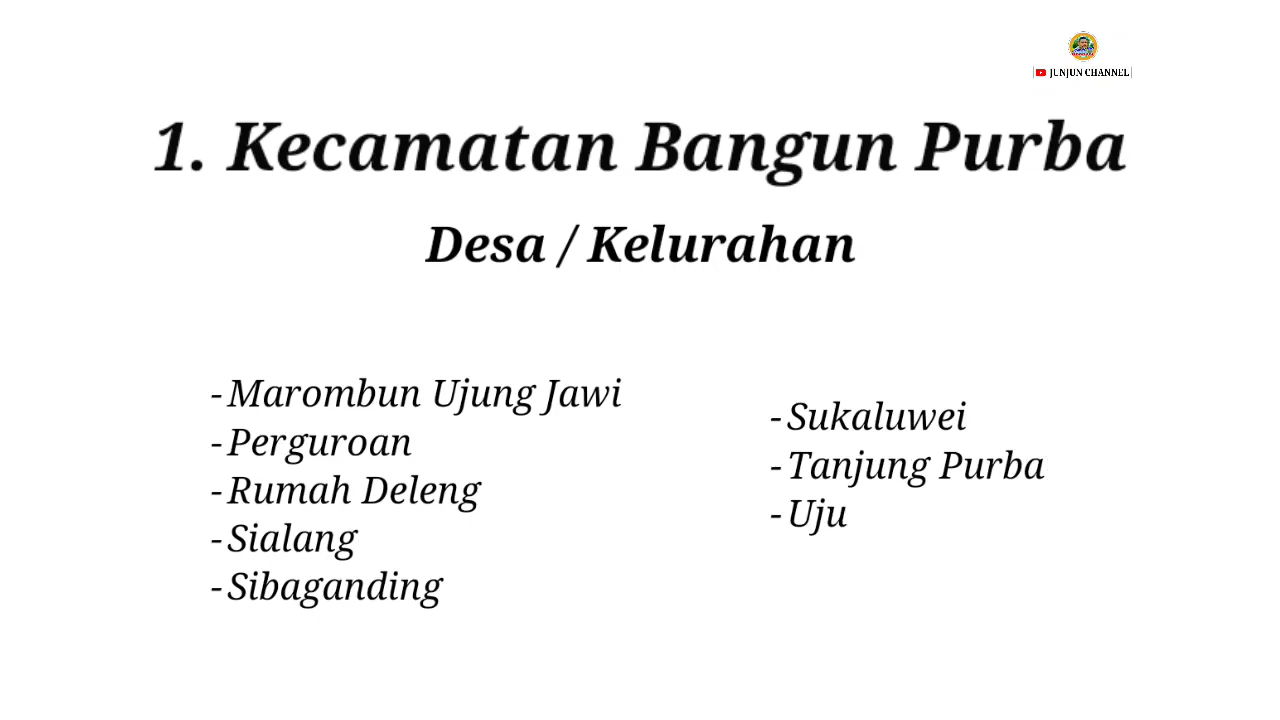 JUNJUN CHANNEL
1. Kecamatan Bangun Purba
Desa / Kelurahan
- Marombun Ujung Jawi
- Perguroan
- Rumah Deleng
- Sialang
- Sibaganding
- Sukaluwei
- Tanjung Purba
- Uju